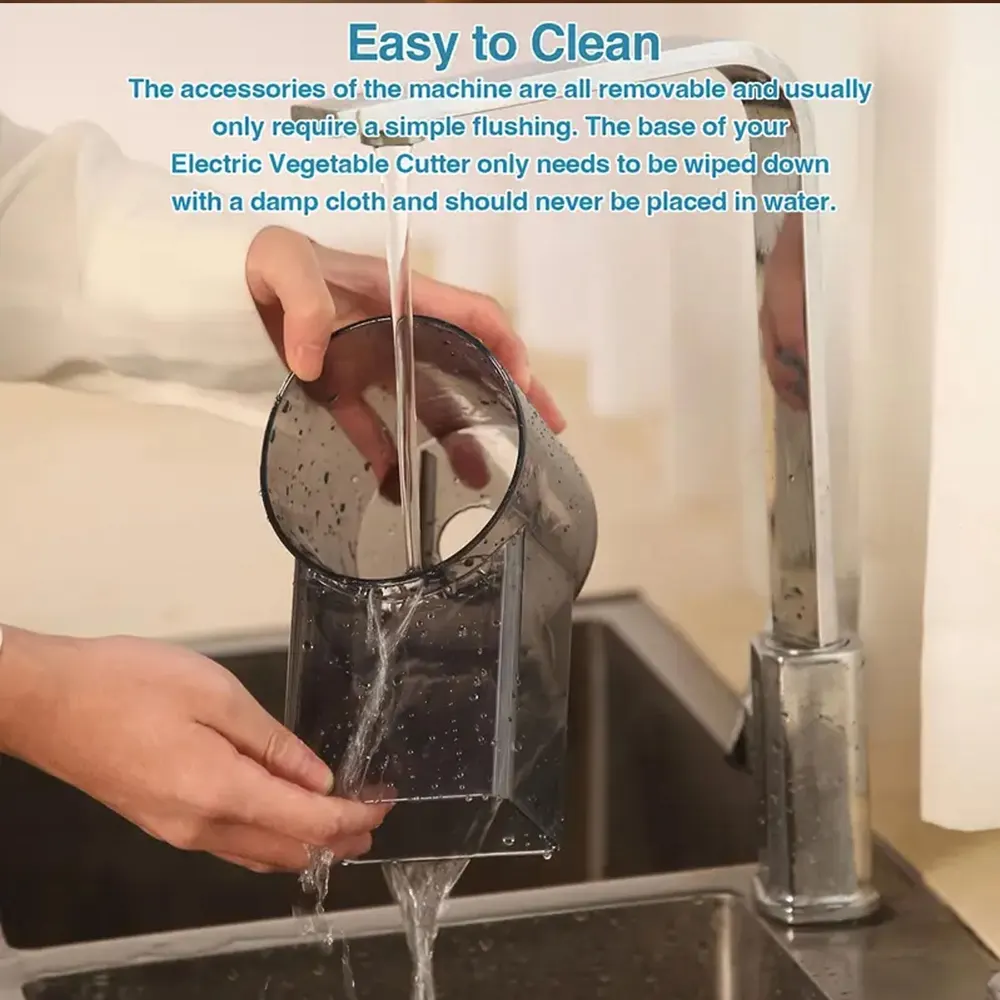 Easy to Clean
The accessories of the machine are all removable and usually
only require a simple flushing. The base of your
Electric Vegetable Cutter only needs to be wiped down
with a damp cloth and should never be placed in water.